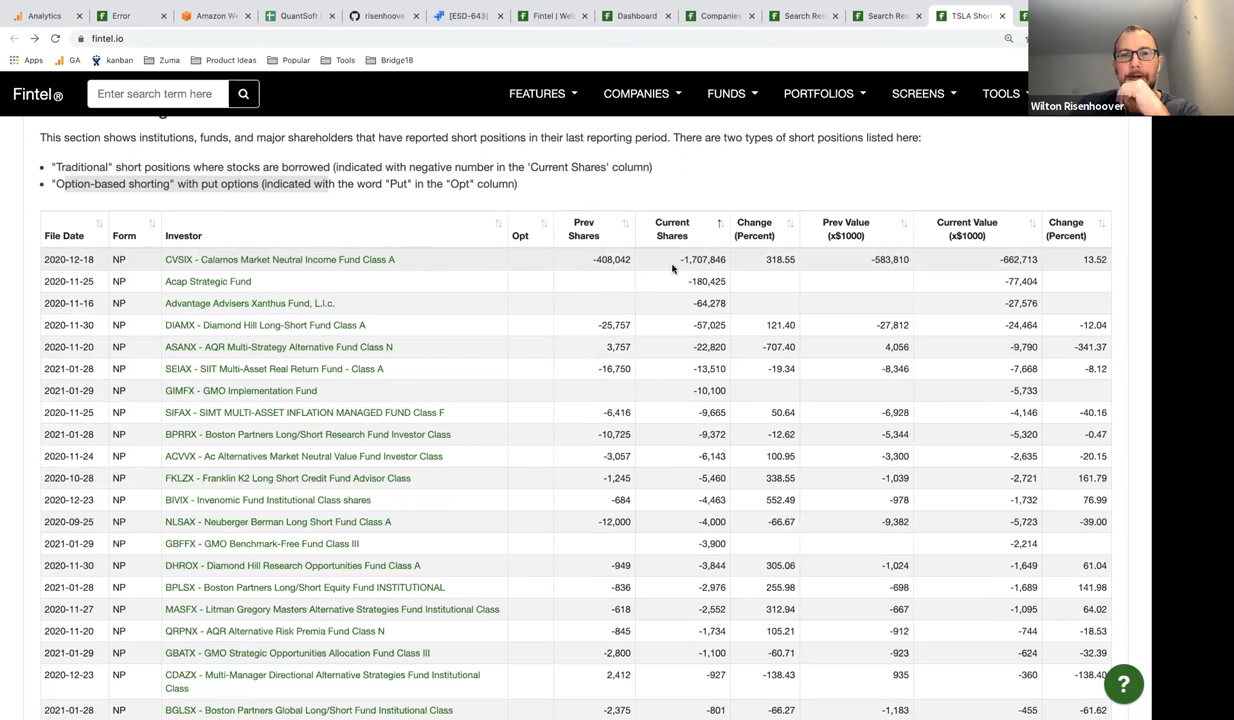 Analytics
Error
Amazon W
QuantSoft
risenhoove
[ESD-643]
Fintel | Wel
Dashboard
Companies
Search Res
Search Res
TSLA Shor
fintel.io
Apps
GA
kanban
Zuma
Product Ideas
Popular
Tools
Bridge18
Wilton Risenhoover
Fintel
Enter search term here
FEATURES
COMPANIES
FUNDS
PORTFOLIOS
SCREENS
TOOLS
This section shows institutions, funds, and major shareholders that have reported short positions in their last reporting period. There are two types of short positions listed here:
• "Traditional" short positions where stocks are borrowed (indicated with negative number in the 'Current Shares' column)
• "Option-based shorting" with put options (indicated with the word "Put" in the "Opt" column)
File Date Form Investor Opt Prev Shares Current Shares Change (Percent) Prev Value (x$1000) Current Value (x$1000) Change (Percent)
2020-12-18 NP CVSIX - Calamos Market Neutral Income Fund Class A -408,042 -1,707,846 318.55 -583,810 -662,713 13.52
2020-11-25 NP Acap Strategic Fund -180,425 -77,404
2020-11-16 NP Advantage Advisers Xanthus Fund, L.l.c. -64,278 -27,576
2020-11-30 NP DIAMX - Diamond Hill Long-Short Fund Class A -25,757 -57,025 121.40 -27,812 -24,464 -12.04
2020-11-20 NP ASANX - AQR Multi-Strategy Alternative Fund Class N 3,757 -22,820 -707.40 4,056 -9,790 -341.37
2021-01-28 NP SEIAX - SIIT Multi-Asset Real Return Fund - Class A -16,750 -13,510 -19.34 -8,346 -7,668 -8.12
2021-01-29 NP GIMFX - GMO Implementation Fund -10,100 -5,733
2020-11-25 NP SIFAX - SIMT MULTI-ASSET INFLATION MANAGED FUND Class F -6,416 -9,665 50.64 -6,928 -4,146 -40.16
2021-01-28 NP BPRRX - Boston Partners Long/Short Research Fund Investor Class -10,725 -9,372 -12.62 -5,344 -5,320 -0.47
2020-11-24 NP ACVVX - Ac Alternatives Market Neutral Value Fund Investor Class -3,057 -6,143 100.95 -3,300 -2,635 -20.15
2020-10-28 NP FKLZX - Franklin K2 Long Short Credit Fund Advisor Class -1,245 -5,460 338.55 -1,039 -2,721 161.79
2020-12-23 NP BIVIX - Invenomic Fund Institutional Class shares -684 -4,463 552.49 -978 -1,732 76.99
2020-09-25 NP NLSAX - Neuberger Berman Long Short Fund Class A -12,000 -4,000 -66.67 -9,382 -5,723 -39.00
2021-01-29 NP GBFFX - GMO Benchmark-Free Fund Class III -3,900 -2,214
2020-11-30 NP DHROX - Diamond Hill Research Opportunities Fund Class A -949 -3,844 305.06 -1,024 -1,649 61.04
2021-01-28 NP BPLSX - Boston Partners Long/Short Equity Fund INSTITUTIONAL -836 -2,976 255.98 -698 -1,689 141.98
2020-11-27 NP MASFX - Litman Gregory Masters Alternative Strategies Fund Institutional Class -618 -2,552 312.94 -667 -1,095 64.02
2020-11-20 NP QRPNX - AQR Alternative Risk Premia Fund Class N -845 -1,734 105.21 -912 -744 -18.53
2021-01-29 NP GBATX - GMO Strategic Opportunities Allocation Fund Class III -2,800 -1,100 -60.71 -923 -624 -32.39
2020-12-23 NP CDAZX - Multi-Manager Directional Alternative Strategies Fund Institutional Class 2,412 -927 -138.43 935 -360 -138.40
2021-01-28 NP BGLSX - Boston Partners Global Long/Short Fund Institutional Class -2,375 -801 -66.27 -1,183 -455 -61.62
?